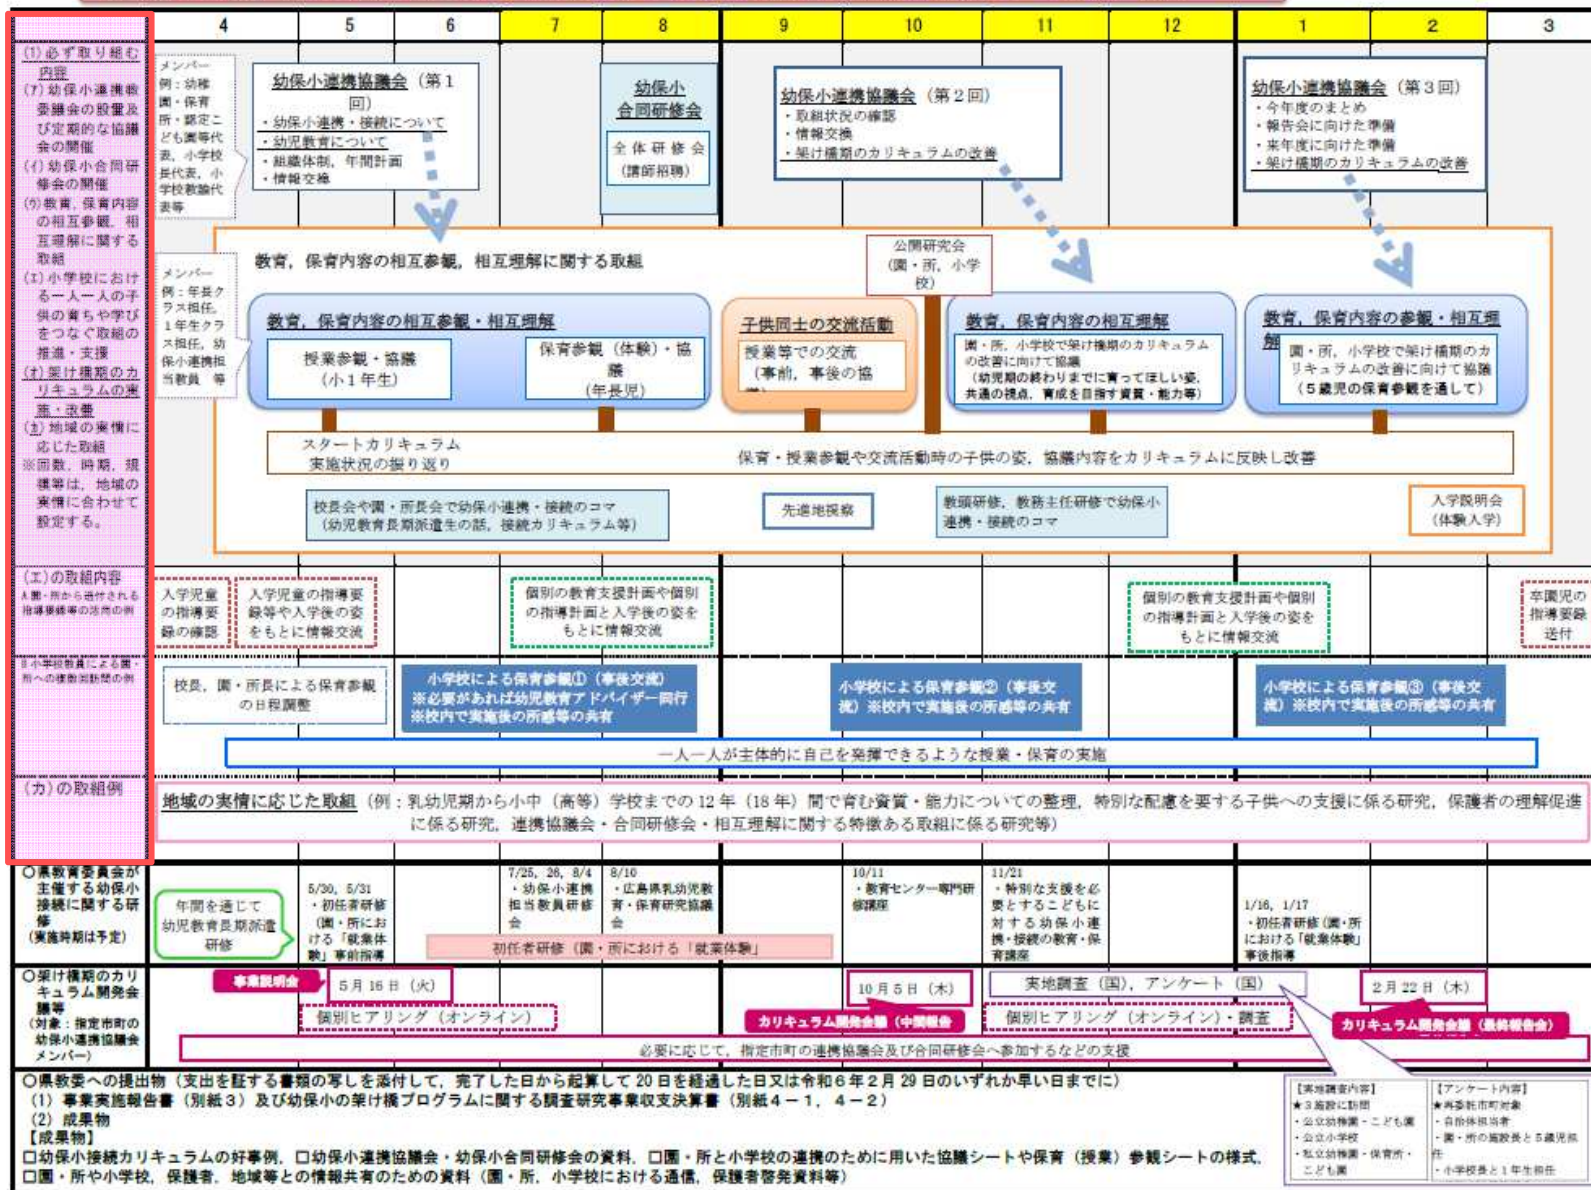 4 5 6 7 8 9 10 11 12 1 2 3
(1)必ず取り組む
内容
(ア)幼保小連携教
委議会の設置及
び定期的な協議
会の開催
(イ)幼保小合同研
修会の開催
(ウ)教育，保育内容
の相互参観，相
互理解に関する
取組
(エ)小学校におけ
る一人一人の子
供の育ちや学び
をつなぐ取組の
推進・支援
(オ)架け橋期のカ
リキュラムの実
施・改善
(カ)地域の実情に
応じた取組
※回数，時期，規
模等は，地域の
実情に合わせて
設定する。
メンバー
例：幼稚
園・保育
所・認定こ
ども園等代
表，小学校
長代表，小
学校教諭代
表等
幼保小連携協議会（第1
回）
・幼保小連携・接続について
・幼児教育について
・組織体制，年間計画
・情報交換
幼保小
合同研修会
全体研修会
（講師招聘）
幼保小連携協議会（第2回）
・取組状況の確認
・情報交換
・架け橋期のカリキュラムの改善
幼保小連携協議会（第3回）
・今年度のまとめ
・報告会に向けた準備
・来年度に向けた準備
・架け橋期のカリキュラムの改善
メンバー
例：年長ク
ラス担任，
1年生クラ
ス担任，幼
保小連携担
当教員 等
教育，保育内容の相互参観，相互理解に関する取組
公開研究会
（園・所，小学
校）
教育，保育内容の相互参観・相互理解
授業参観・協議
（小1年生）
保育参観（体験）・協
議
（年長児）
子供同士の交流活動
授業等での交流
（事前，事後の協
教育，保育内容の相互理解
園・所，小学校で架け橋期のカリキュラム
の改善に向けて協議
（幼児期の終わりまでに育ってほしい姿，
共通の視点，育成を目指す資質・能力等）
教育，保育内容の参観・相互理
解
園・所，小学校で架け橋期のカ
リキュラムの改善に向けて協議
（5歳児の保育参観を通して）
スタートカリキュラム
実施状況の振り返り
保育・授業参観や交流活動時の子供の姿，協議内容をカリキュラムに反映し改善
校長会や園・所長会で幼保小連携・接続のコマ
（幼児教育長期派遣生の話，接続カリキュラム等）
先進地視察
教頭研修，教務主任研修で幼保小
連携・接続のコマ
入学説明会
（体験入学）
(エ)の取組内容
A園・所から送付される
指導要録等の活用の例
入学児童
の指導要
録の確認
入学児童の指導要
録等や入学後の姿
をもとに情報交流
個別の教育支援計画や個別
の指導計画と入学後の姿を
もとに情報交流
個別の教育支援計画や個別
の指導計画と入学後の姿を
もとに情報交流
卒園児の
指導要録
送付
B小学校教員による園・
所への複数回訪問の例
校長，園・所長による保育参観
の日程調整
小学校による保育参観①（事後交流）
※必要があれば幼児教育アドバイザー同行
※校内で実施後の所感等の共有
小学校による保育参観②（事後交
流）※校内で実施後の所感等の共有
小学校による保育参観③（事後交
流）※校内で実施後の所感等の共有
一人一人が主体的に自己を発揮できるような授業・保育の実施
(カ)の取組例
地域の実情に応じた取組（例：乳幼児期から小中（高等）学校までの12年（18年）間で育む資質・能力についての整理，特別な配慮を要する子供への支援に係る研究，保護者の理解促進
に係る研究，連携協議会・合同研修会・相互理解に関する特徴ある取組に係る研究等）
○県教育委員会が
主催する幼保小
接続に関する研
修
（実施時期は予定）
年間を通じて
幼児教育長期派遣
研修
5/30，5/31
・初任者研修
（園・所にお
ける「就業体
験」事前指導
7/25，26，8/4
・幼保小連携
担当教員研修
会
8/10
・広島県乳幼児教
育・保育研究協議
会
初任者研修（園・所における「就業体験」
10/11
・教育センター専門研
修講座
11/21
・特別な支援を必
要とするこどもに
対する幼保小連
携・接続の教育・保
育講座
1/16，1/17
・初任者研修（園・所
における「就業体験」
事後指導
○架け橋期のカリ
キュラム開発会
議等
（対象：指定市町の
幼保小連携協議会
メンバー）
事業説明会
5月16日（火）
個別ヒアリング（オンライン）
10月5日（木）
カリキュラム開発会議（中間報告
実地調査（国），アンケート（国）
個別ヒアリング（オンライン）・調査
2月22日（木）
カリキュラム開発会議（最終報告会）
必要に応じて，指定市町の連携協議会及び合同研修会へ参加するなどの支援
○県教委への提出物（支出を証する書類の写しを添付して，完了した日から起算して20日を経過した日又は令和6年2月29日のいずれか早い日までに）
（1）事業実施報告書（別紙3）及び幼保小の架け橋プログラムに関する調査研究事業収支決算書（別紙4－1，4－2）
（2）成果物
【成果物】
□幼保小接続カリキュラムの好事例，□幼保小連携協議会・幼保小合同研修会の資料，□園・所と小学校の連携のために用いた協議シートや保育（授業）参観シートの様式，
□園・所や小学校，保護者，地域等との情報共有のための資料（園・所，小学校における通信，保護者啓発資料等）
【実地調査内容】
★3施設に訪問
・公立幼稚園・こども園
・公立小学校
・私立幼稚園・保育所・
こども園
【アンケート内容】
★再委託市町対象
・自治体担当者
・園・所の施設長と5歳児担
任
・小学校長と1年生担任